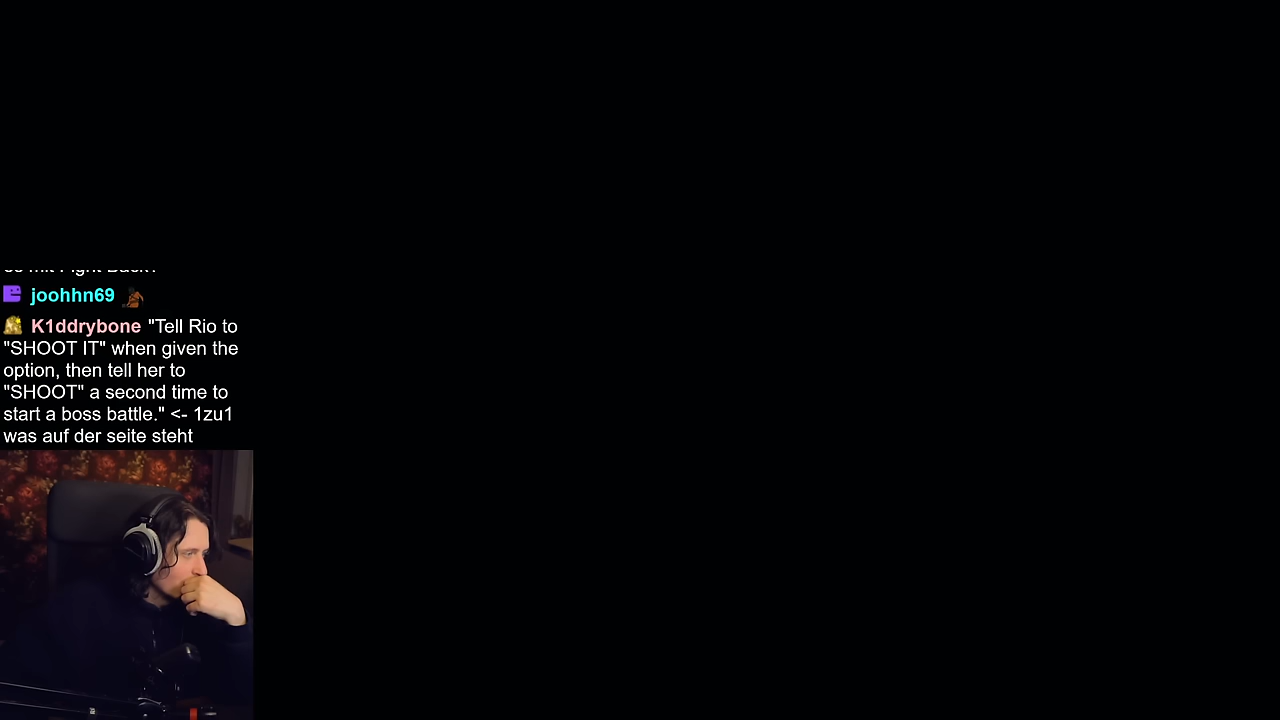 joohhn69
K1ddrybone "Tell Rio to
"SHOOT IT" when given the
option, then tell her to
"SHOOT" a second time to
start a boss battle." <- 1zu1
was auf der seite steht